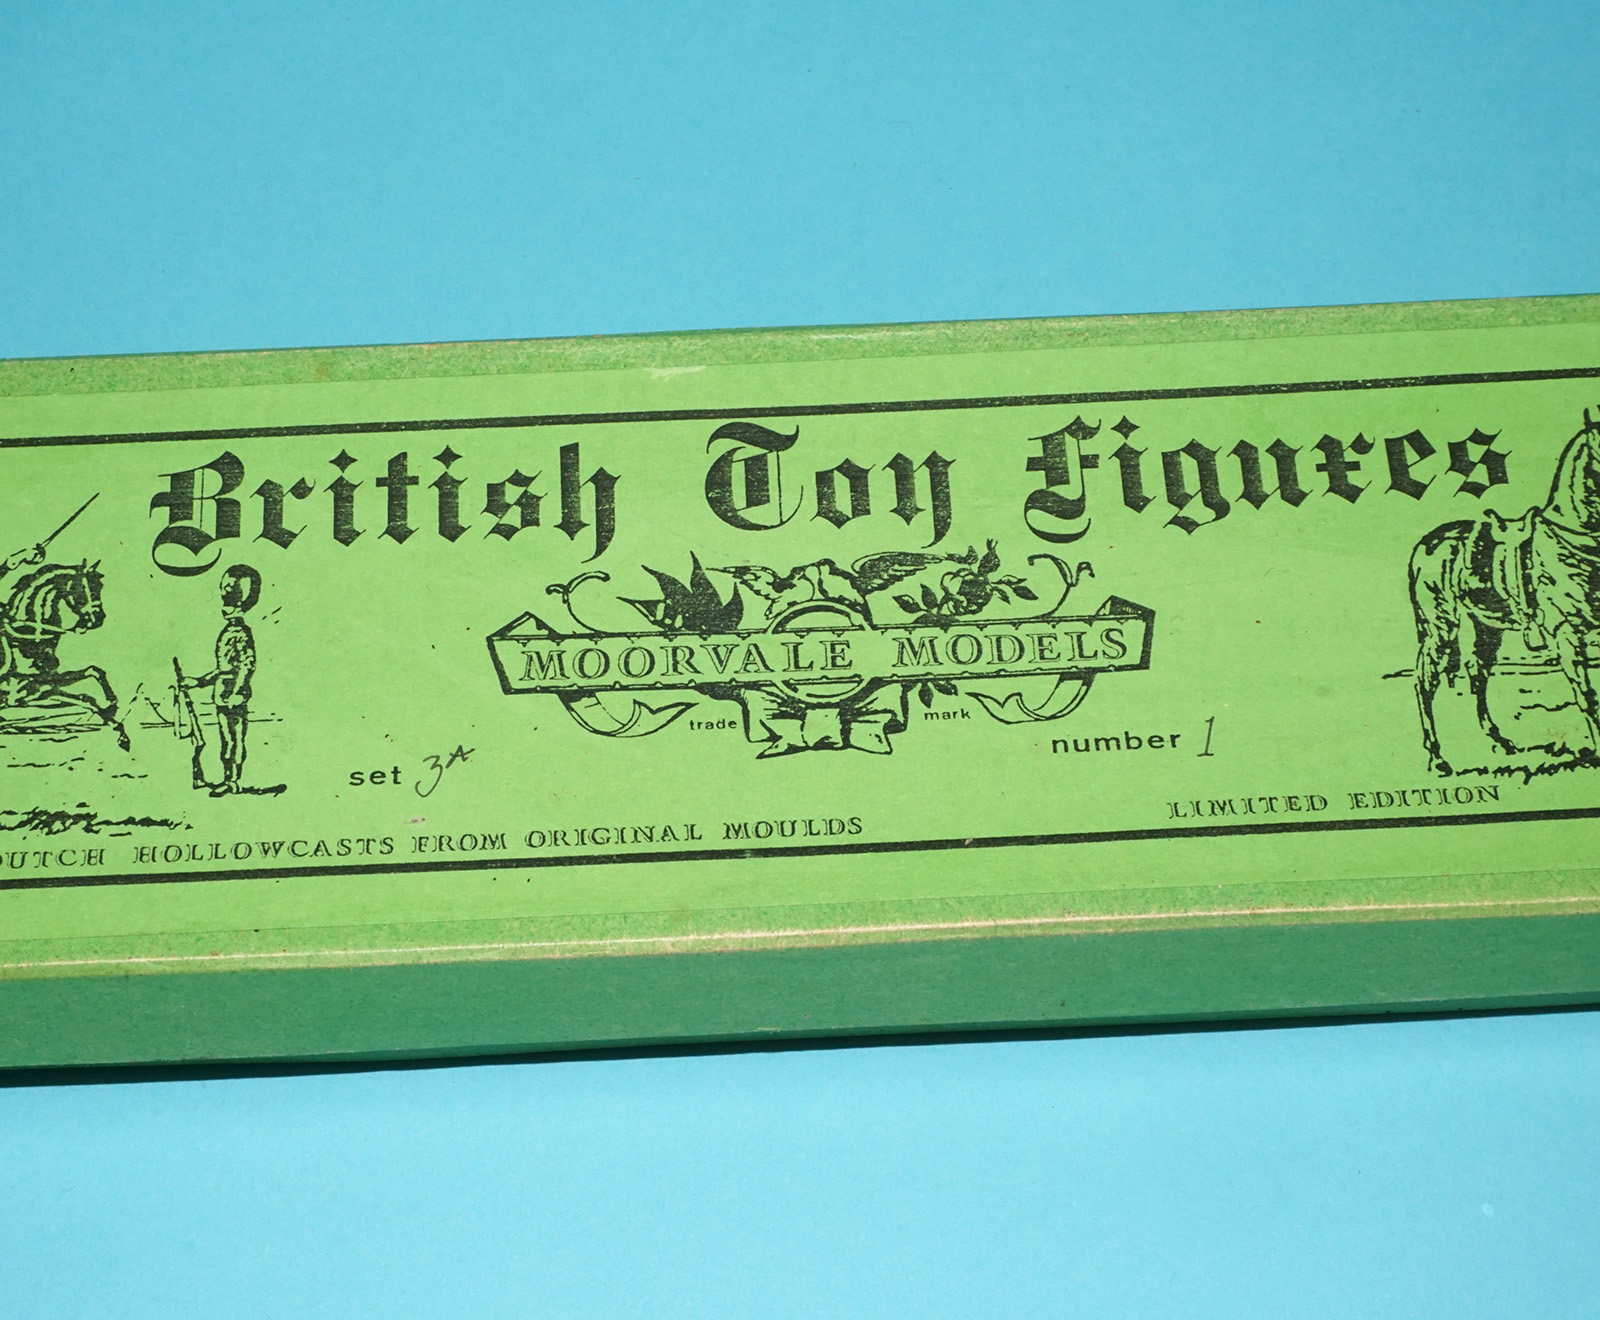 British Toy Figures
MOORVALE MODELS
trade mark
set 3A
number 1
HOLLOWCASTS FROM ORIGINAL MOULDS
LIMITED EDITION